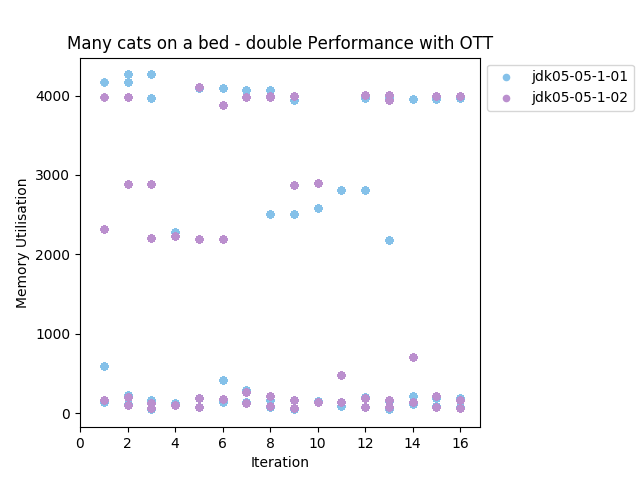 Many cats on a bed - double Performance with OTT
jdk05-05-1-01
jdk05-05-1-02
4000
3000
2000
1000
0
Memory Utilisation
0 2 4 6 8 10 12 14 16
Iteration